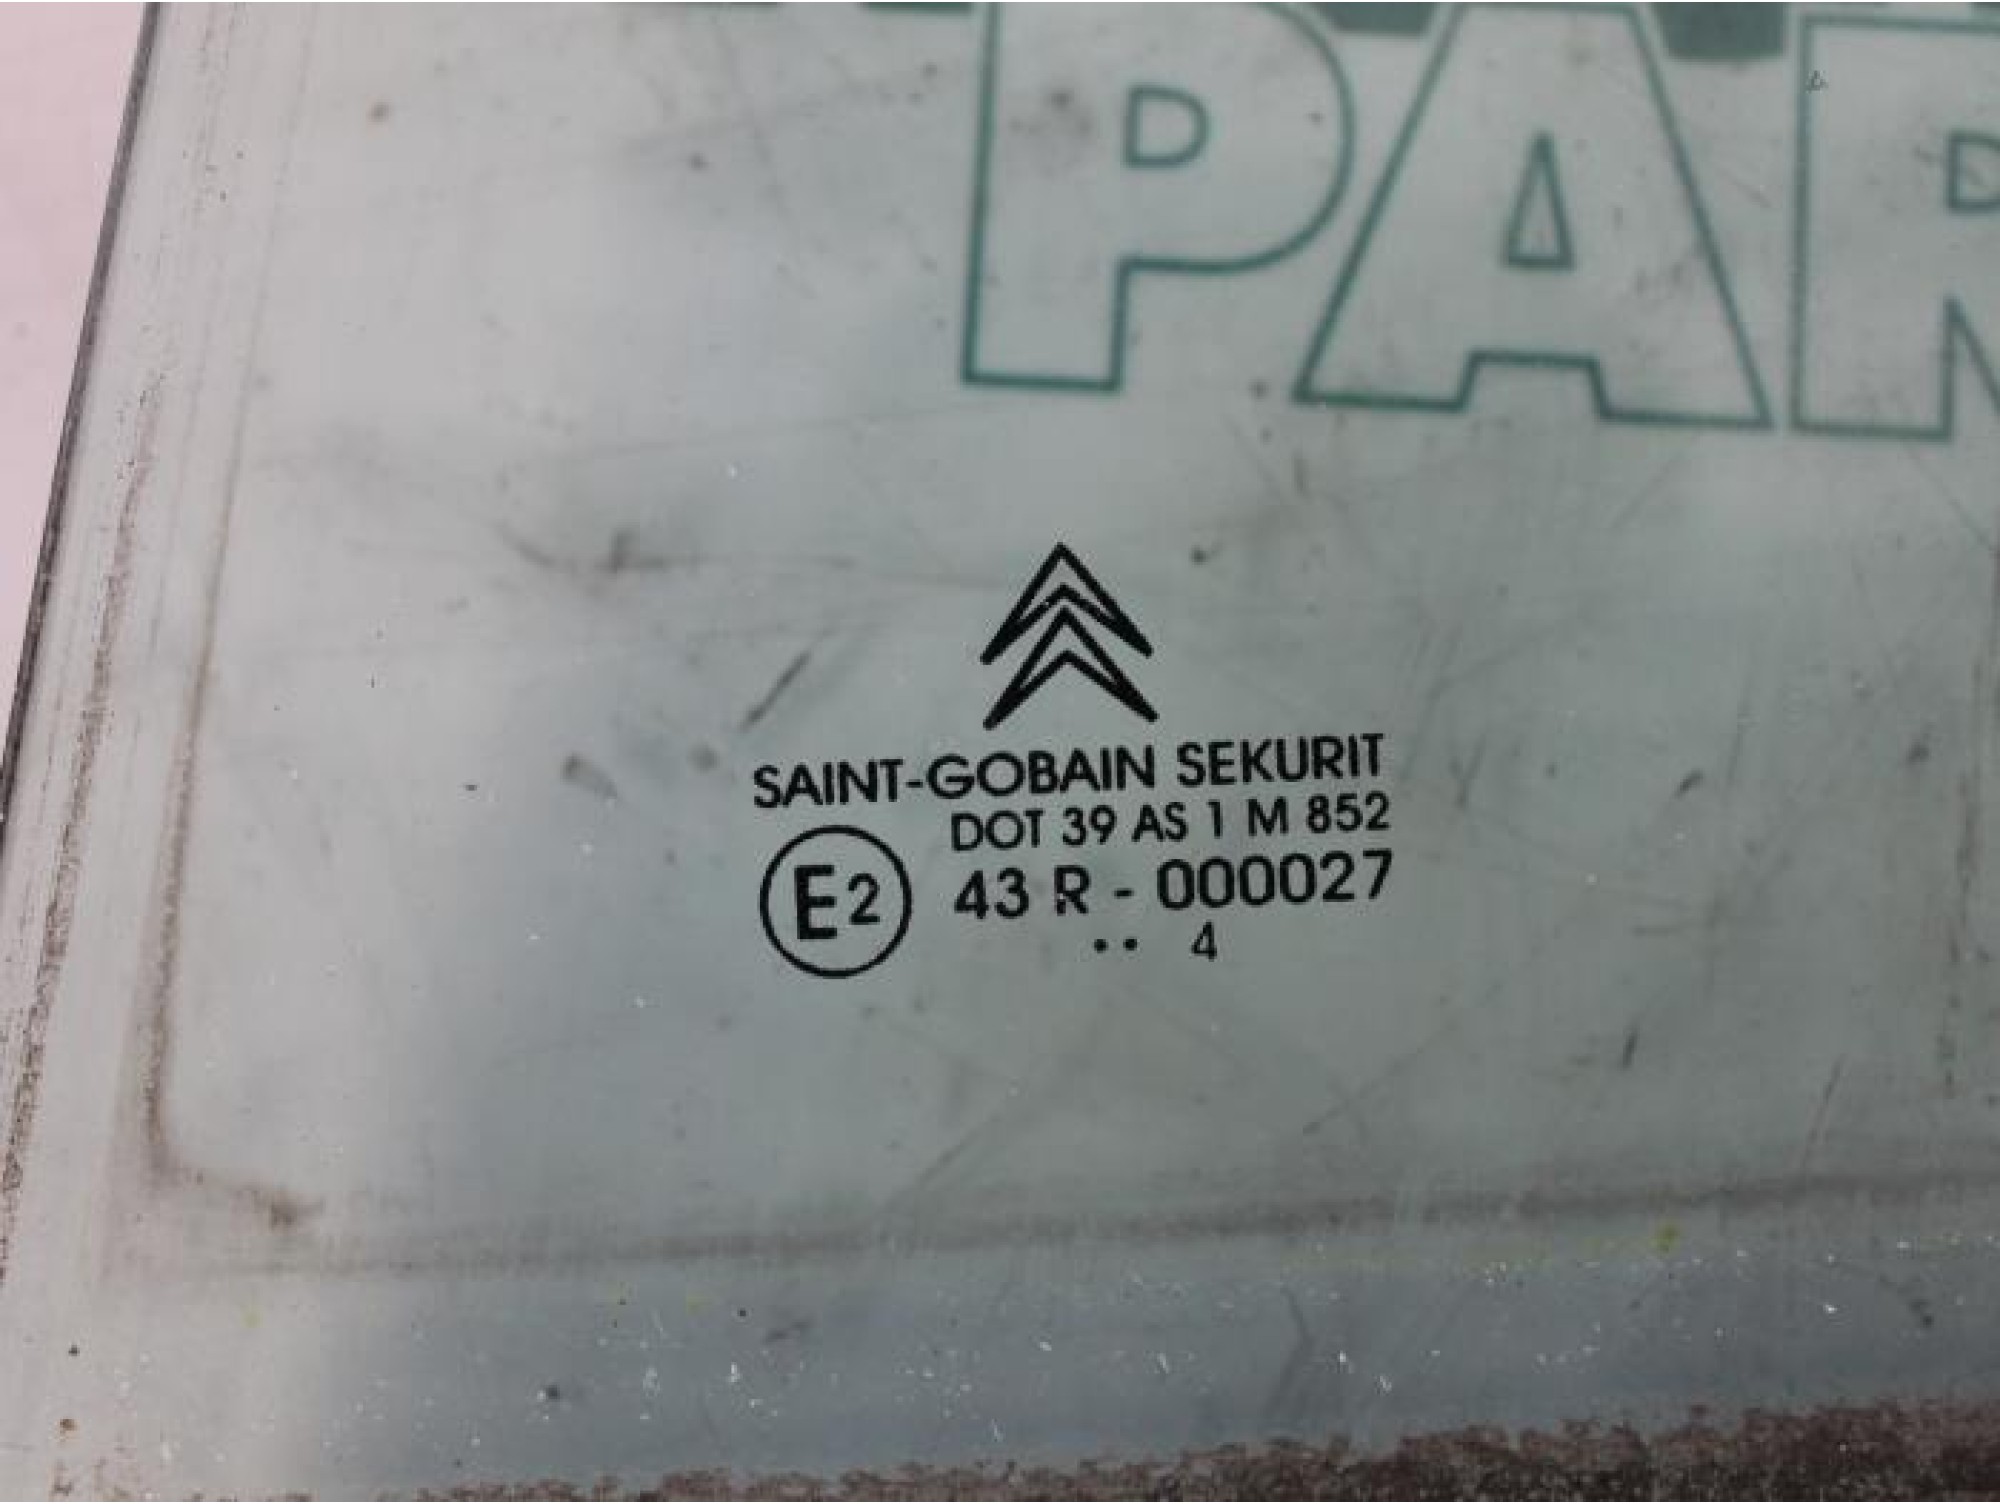 PAR
SAINT-GOBAIN SEKURIT
DOT 39 AS 1 M 852
E2 43 R - 000027
•• 4